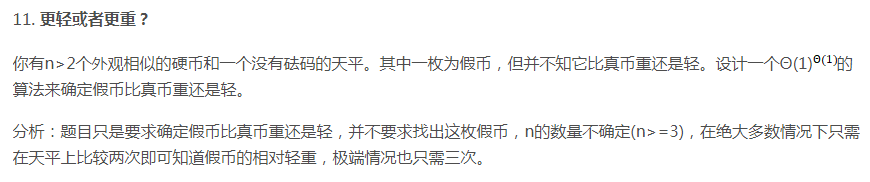 11. 更轻或者更重？
你有n>2个外观相似的硬币和一个没有砝码的天平。其中一枚为假币，但并不知它比真币重还是轻。设计一个Θ(1)Θ(1)的
算法来确定假币比真币重还是轻。
分析：题目只是要求确定假币比真币重还是轻，并不要求找出这枚假币，n的数量不确定(n>=3)，在绝大多数情况下只需
在天平上比较两次即可知道假币的相对轻重，极端情况也只需三次。